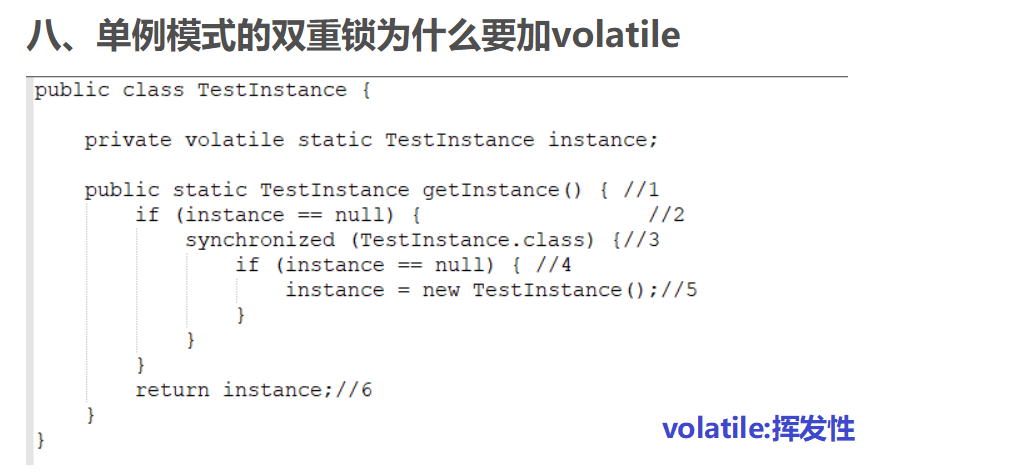 八、单例模式的双重锁为什么要加volatile
public class TestInstance {
private volatile static TestInstance instance;
public static TestInstance getInstance() { //1
if (instance == null) { //2
synchronized (TestInstance.class) {//3
if (instance == null) { //4
instance = new TestInstance();//5
}
}
}
return instance;//6
}
}
volatile:挥发性